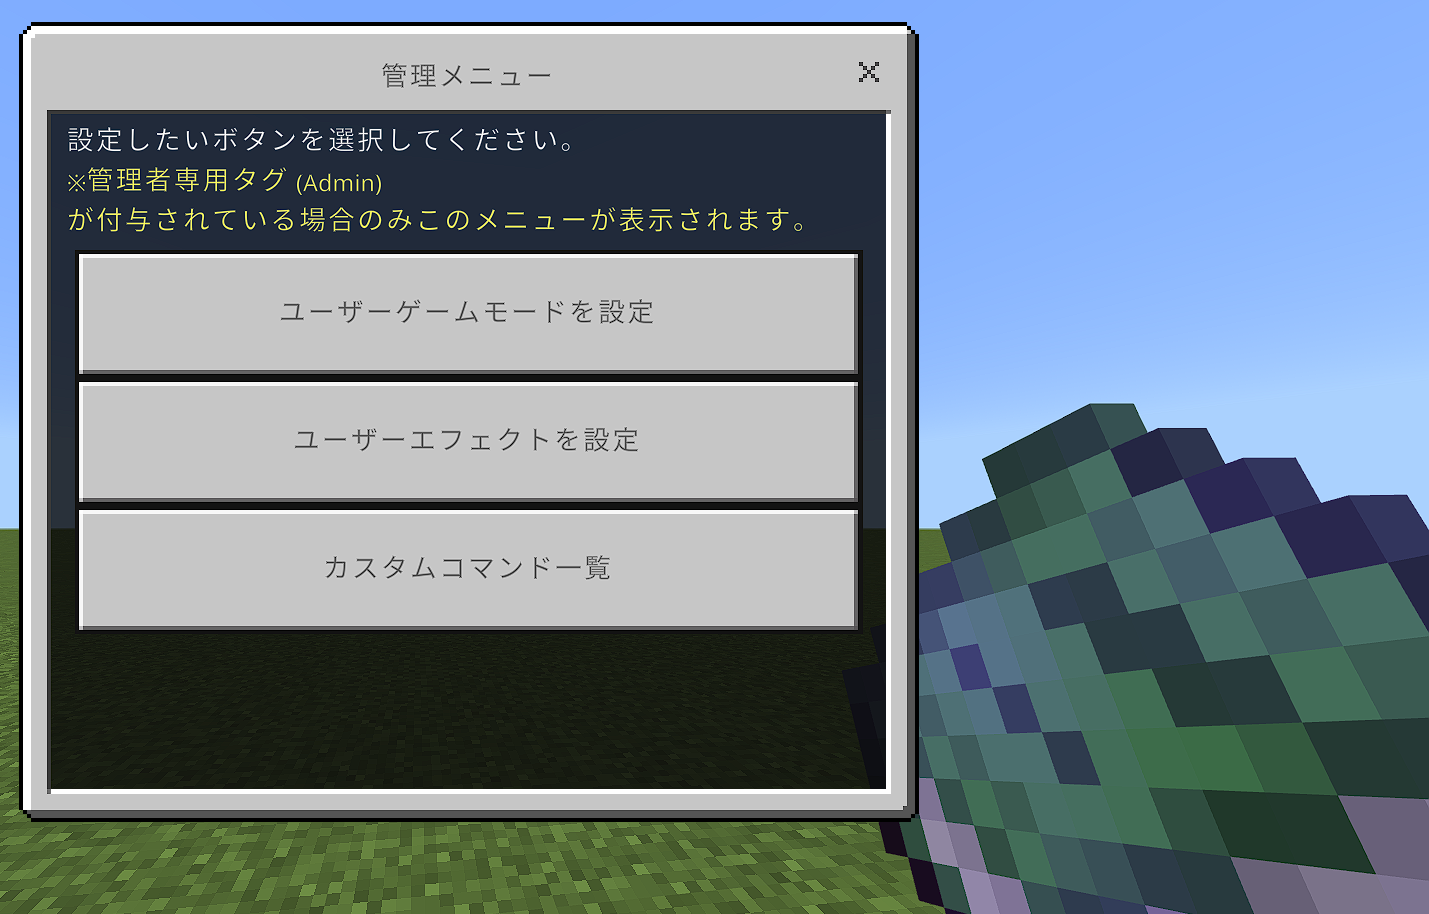 管理メニュー
設定したいボタンを選択してください。
※管理者専用タグ (Admin)
が付与されている場合のみこのメニューが表示されます。
ユーザーゲームモードを設定
ユーザーエフェクトを設定
カスタムコマンド一覧